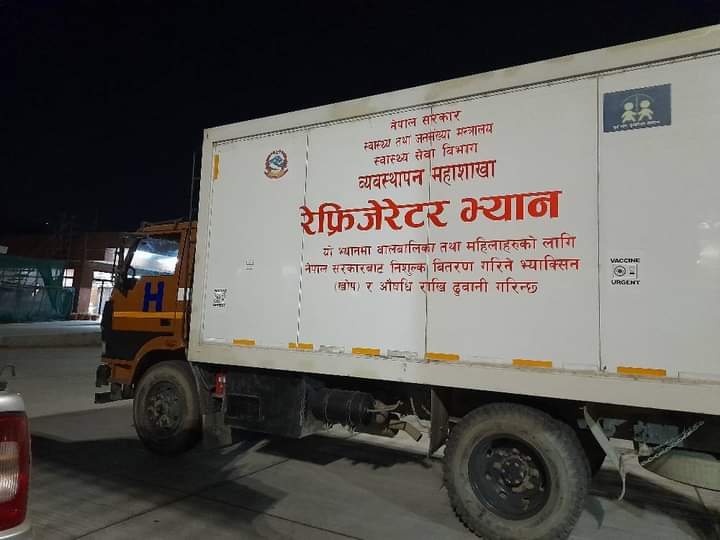 नेपाल सरकार
स्वास्थ्य तथा जनसंख्या मन्त्रालय
स्वास्थ्य सेवा विभाग
व्यवस्थापन महाशाखा
रेफ्रिजेरेटर भ्यान
यो भ्यानमा बालबालिका तथा महिलाहरुको लागि
नेपाल सरकारबाट निशुल्क बितरण गरिने भ्याक्सिन
(खोप) र औषधि राखि ढुवानी गरिन्छ
VACCINE
URGENT
H